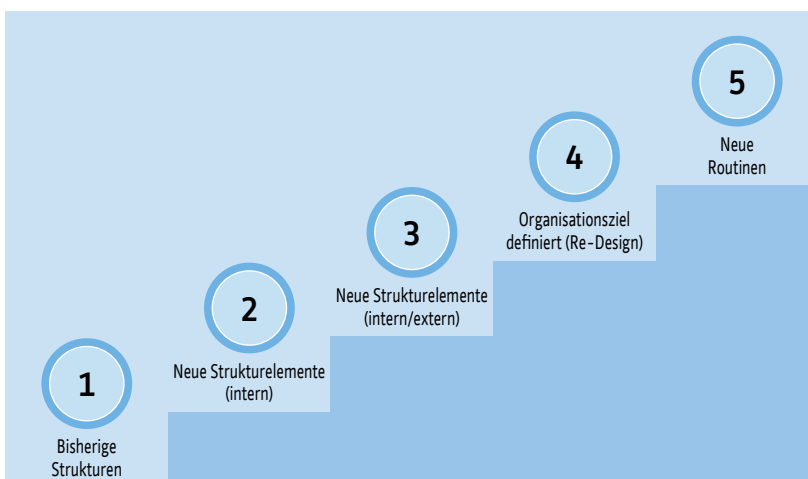 1
Bisherige
Strukturen
2
Neue Strukturelemente
(intern)
3
Neue Strukturelemente
(intern/extern)
4
Organisationsziel
definiert (Re-Design)
5
Neue
Routinen